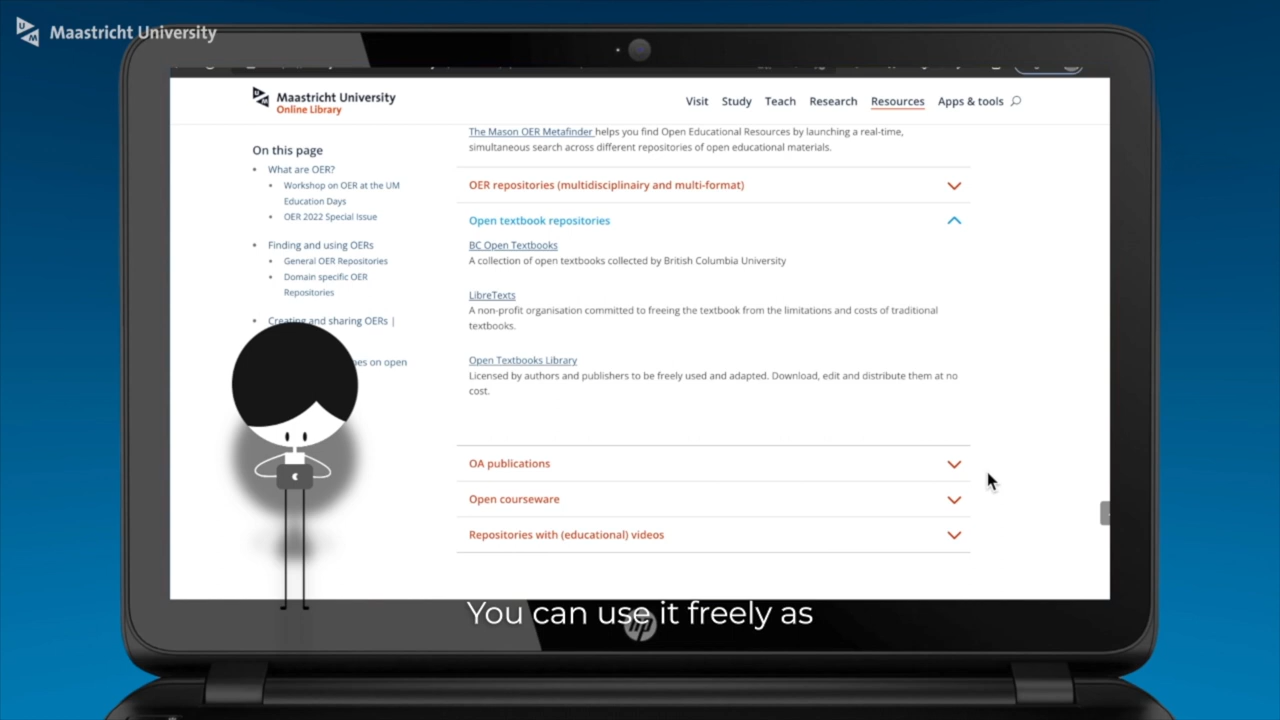 Maastricht University
Maastricht University
Online Library
Visit
Study
Teach
Research
Resources
Apps & tools
On this page
What are OER?
Workshop on OER at the UM
Education Days
OER 2022 Special Issue
Finding and using OERs
General OER Repositories
Domain specific OER
Repositories
Creating and sharing OERs |
es on open
The Mason OER Metafinder helps you find Open Educational Resources by launching a real-time,
simultaneous search across different repositories of open educational materials.
OER repositories (multidisciplinairy and multi-format)
Open textbook repositories
BC Open Textbooks
A collection of open textbooks collected by British Columbia University
LibreTexts
A non-profit organisation committed to freeing the textbook from the limitations and costs of traditional
textbooks.
Open Textbooks Library
Licensed by authors and publishers to be freely used and adapted. Download, edit and distribute them at no
cost.
OA publications
Open courseware
Repositories with (educational) videos
You can use it freely as
hp